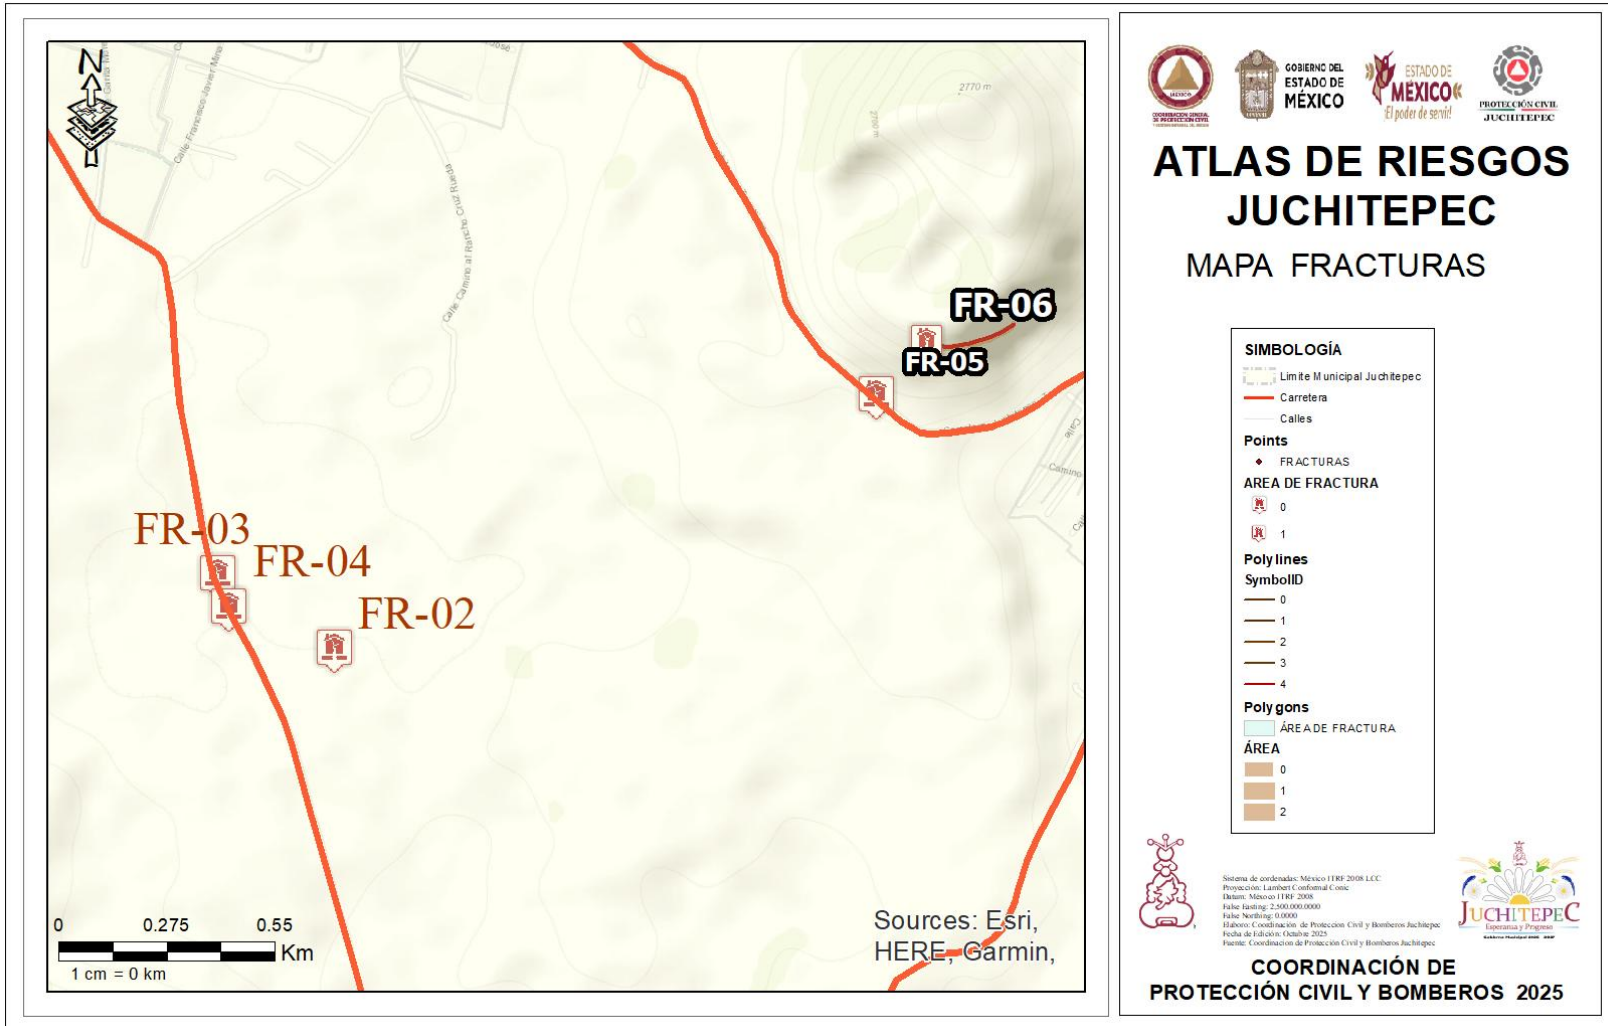 N
José
Calle Francisco Javier Mina
Calle Camino al Rancho Cruz Rueda
2770 m
2760 m
FR-06
FR-05
Camino
FR-03
FR-04
FR-02
0 0.275 0.55
Km
1 cm = 0 km
Sources: Esri,
HERE, Garmin,
GOBIERNO DEL
ESTADO DE
MÉXICO
ESTADO DE
MÉXICO
¡El poder de servir!
PROTECCIÓN CIVIL
JUCHITEPEC
ATLAS DE RIESGOS
JUCHITEPEC
MAPA FRACTURAS
SIMBOLOGÍA
Limite Municipal Juchitepec
Carretera
Calles
Points
FRACTURAS
AREA DE FRACTURA
0
1
Polylines
SymbolID
0
1
2
3
4
Polygons
ÁREA DE FRACTURA
ÁREA
0
1
2
Sistema de cordenadas: México ITRF 2008 LCC
Proyección: Lambert Conformal Conic
Datum: México ITRF 2008
False Easting: 2,500,000.0000
False Northing: 0.0000
Elaboro: Coordinación de Protección Civil y Bomberos Juchitepec
Fecha de Edición: Octubre 2025
Fuente: Coordinacion de Protección Civil y Bomberos Juchitepec
JUCHITEPEC
Esperanza y Progreso
COORDINACIÓN DE
PROTECCIÓN CIVIL Y BOMBEROS 2025